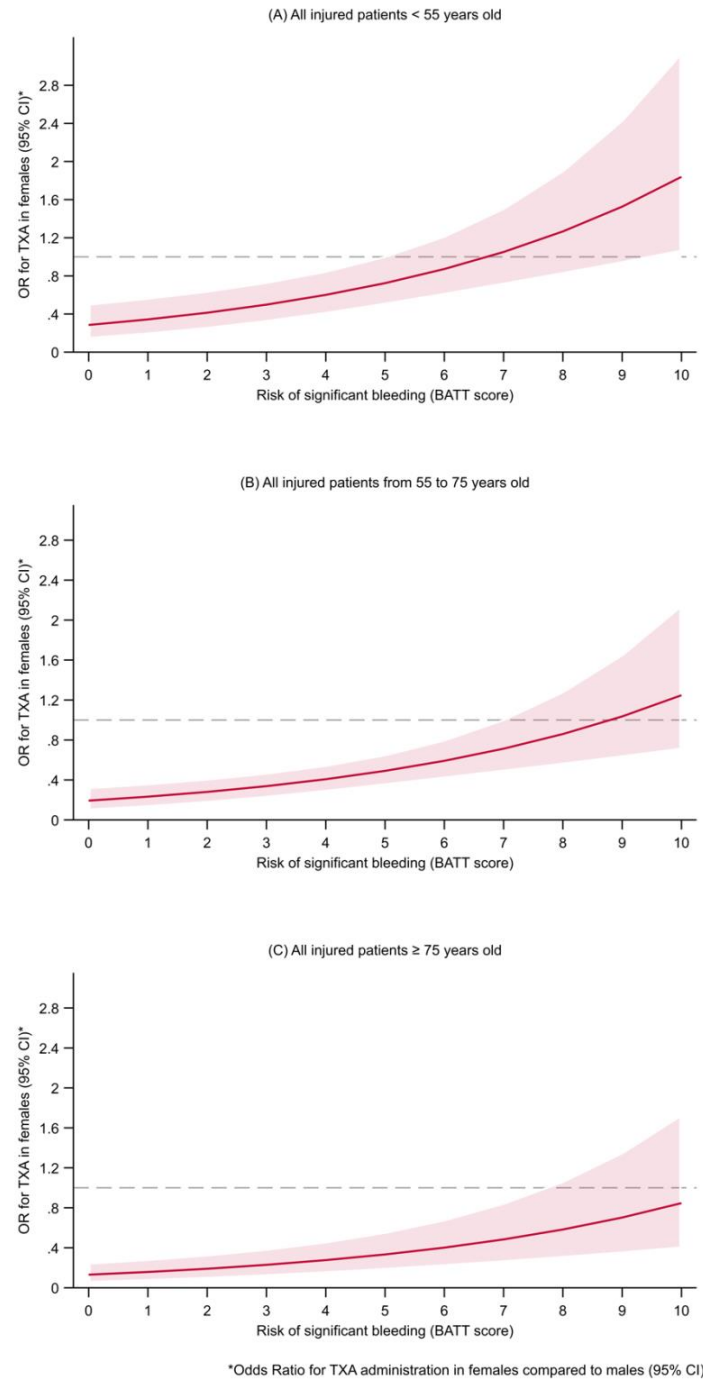 (A) All injured patients < 55 years old
OR for TXA in females (95% CI)*
2.8
2.4
2
1.6
1.2
.8
.4
0
0 1 2 3 4 5 6 7 8 9 10
Risk of significant bleeding (BATT score)
(B) All injured patients from 55 to 75 years old
OR for TXA in females (95% CI)*
2.8
2.4
2
1.6
1.2
.8
.4
0
0 1 2 3 4 5 6 7 8 9 10
Risk of significant bleeding (BATT score)
(C) All injured patients ≥ 75 years old
OR for TXA in females (95% CI)*
2.8
2.4
2
1.6
1.2
.8
.4
0
0 1 2 3 4 5 6 7 8 9 10
Risk of significant bleeding (BATT score)
*Odds Ratio for TXA administration in females compared to males (95% CI)